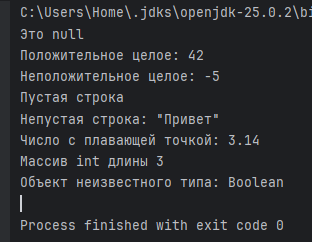 C:\Users\Home\.jdks\openjdk-25.0.2\bi
Это null
Положительное целое: 42
Неположительное целое: -5
Пустая строка
Непустая строка: "Привет"
Число с плавающей точкой: 3.14
Массив int длины 3
Объект неизвестного типа: Boolean
Process finished with exit code 0